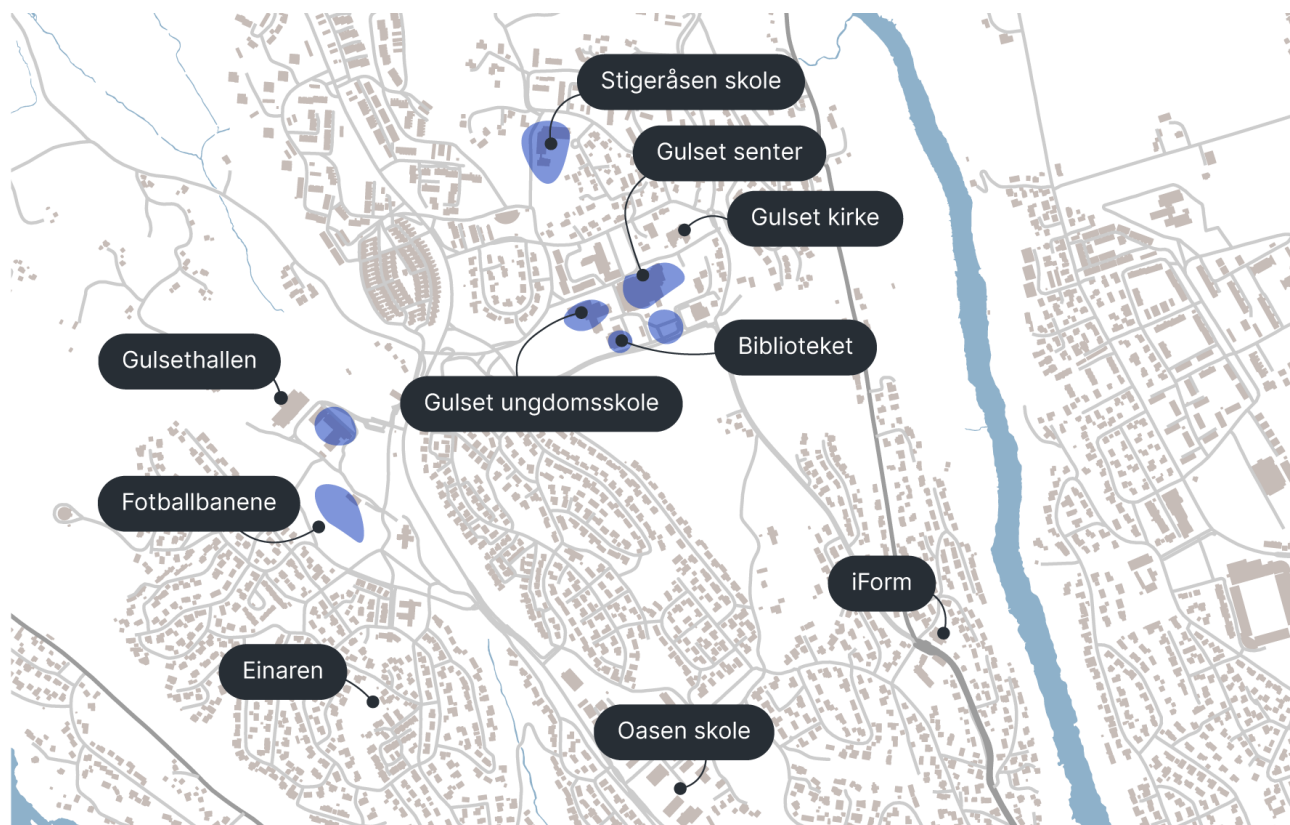 Stigeråsen skole
Gulset senter
Gulset kirke
Gulsethallen
Biblioteket
Gulset ungdomsskole
Fotballbanene
iForm
Einaren
Oasen skole